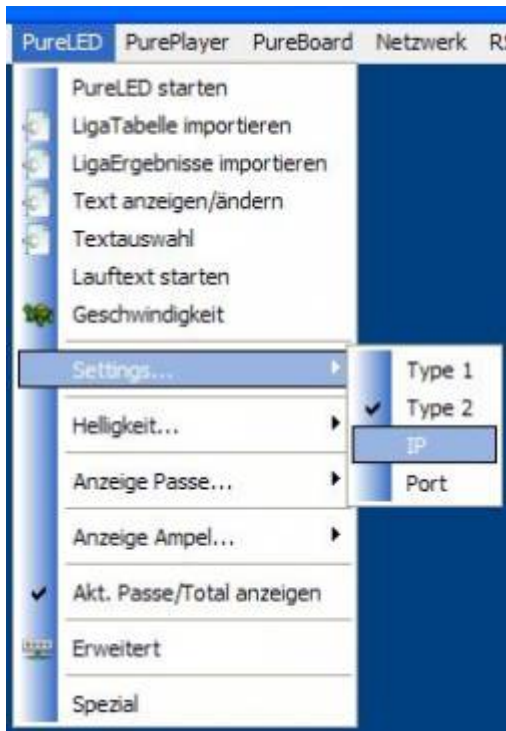 PureLED PurePlayer PureBoard Netzwerk
PureLED starten
LigaTabelle importieren
LigaErgebnisse importieren
Text anzeigen/ändern
Textauswahl
Lauftext starten
Geschwindigkeit
Settings...
Type 1
Type 2
IP
Port
Helligkeit...
Anzeige Passe...
Anzeige Ampel...
Akt. Passe/Total anzeigen
Erweitert
Spezial